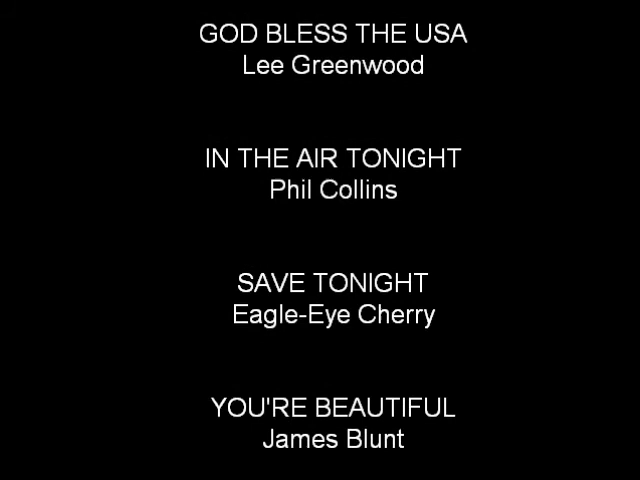 GOD BLESS THE USA
Lee Greenwood
IN THE AIR TONIGHT
Phil Collins
SAVE TONIGHT
Eagle-Eye Cherry
YOU'RE BEAUTIFUL
James Blunt